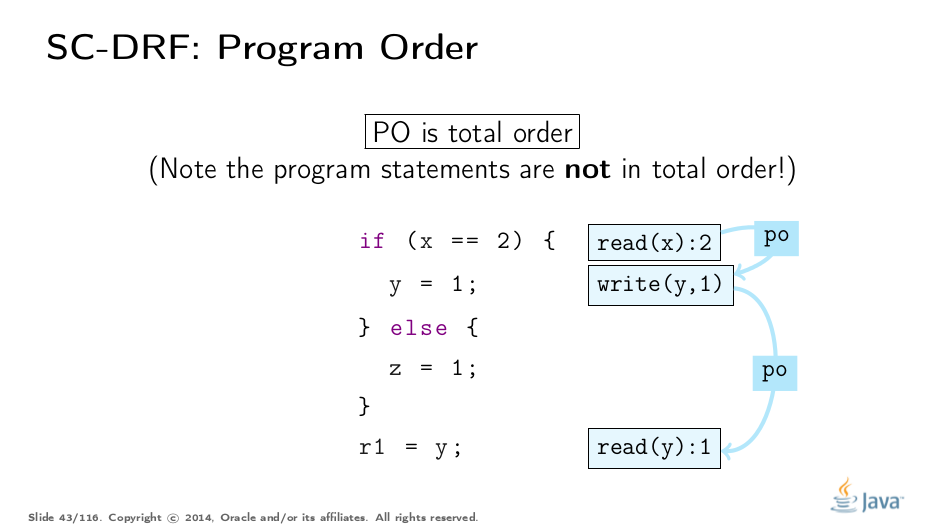 SC-DRF: Program Order
PO is total order
(Note the program statements are not in total order!)
if (x == 2) { read(x):2 po
y = 1; write(y,1)
} else {
z = 1; po
}
r1 = y; read(y):1
Java™
Slide 43/116. Copyright © 2014, Oracle and/or its affiliates. All rights reserved.